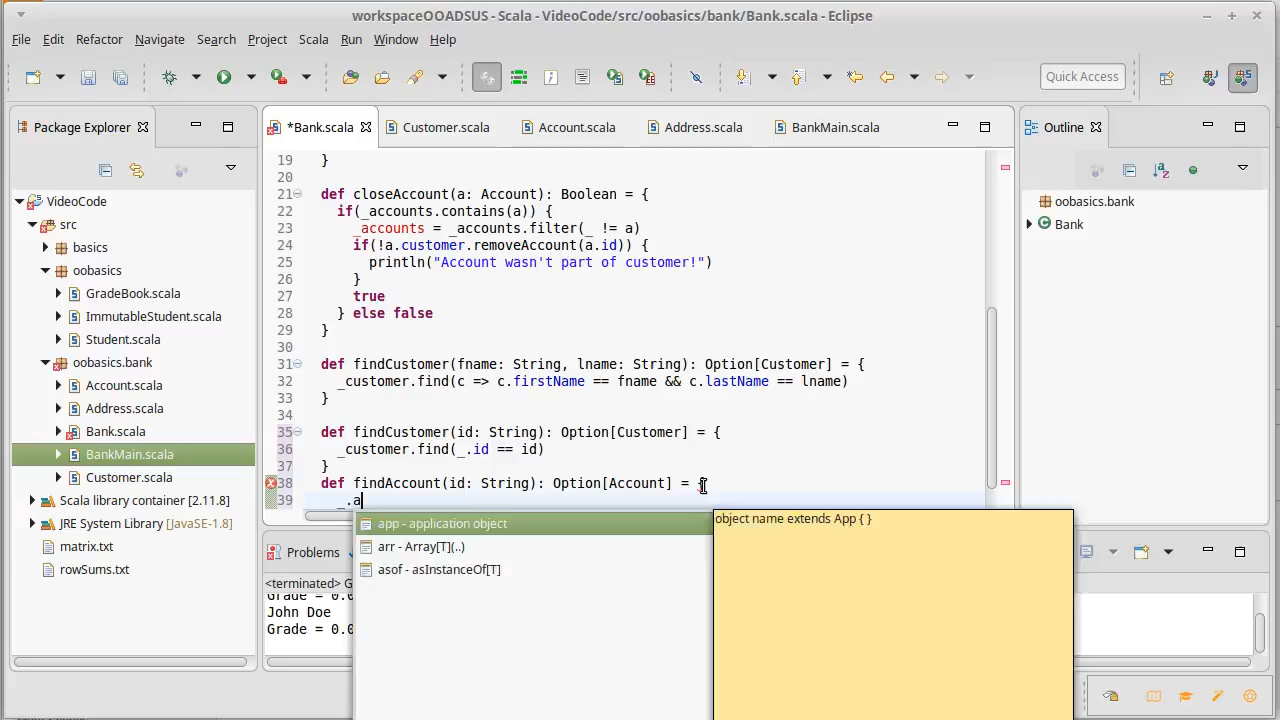 workspaceOOADSUS - Scala - VideoCode/src/oobasics/bank/Bank.scala - Eclipse
File Edit Refactor Navigate Search Project Scala Run Window Help
Quick Access
Package Explorer
VideoCode
src
basics
oobasics
GradeBook.scala
ImmutableStudent.scala
Student.scala
oobasics.bank
Account.scala
Address.scala
Bank.scala
BankMain.scala
Customer.scala
Scala library container [2.11.8]
JRE System Library [JavaSE-1.8]
matrix.txt
rowSums.txt
*Bank.scala Customer.scala Account.scala Address.scala BankMain.scala
19 }
20
21 def closeAccount(a: Account): Boolean = {
22 if(_accounts.contains(a)) {
23 _accounts = _accounts.filter(_ != a)
24 if(!a.customer.removeAccount(a.id)) {
25 println("Account wasn't part of customer!")
26 }
27 true
28 } else false
29 }
30
31 def findCustomer(fname: String, lname: String): Option[Customer] = {
32 _customer.find(c => c.firstName == fname && c.lastName == lname)
33 }
34
35 def findCustomer(id: String): Option[Customer] = {
36 _customer.find(_.id == id)
37 }
38 def findAccount(id: String): Option[Account] = {
39 _.a
app - application object
arr - Array[T](..)
asof - asInstanceOf[T]
object name extends App { }
Problems
<terminated> G
Grade = 0.0
John Doe
Grade = 0.0
Outline
oobasics.bank
Bank